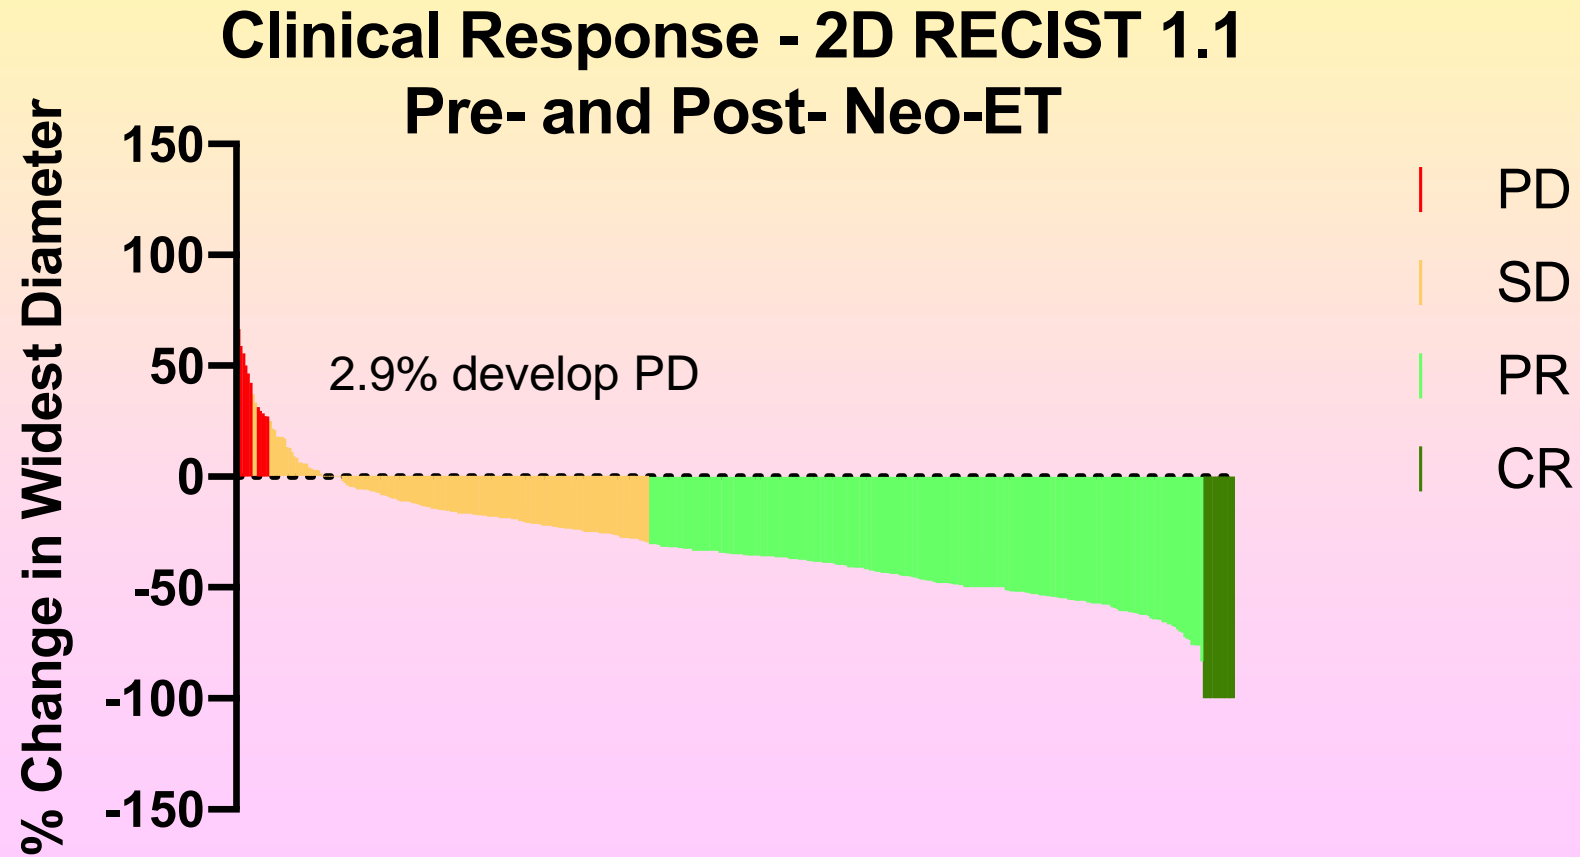 Clinical Response - 2D RECIST 1.1
Pre- and Post- Neo-ET
% Change in Widest Diameter
150
100
50
0
-50
-100
-150
2.9% develop PD
PD
SD
PR
CR